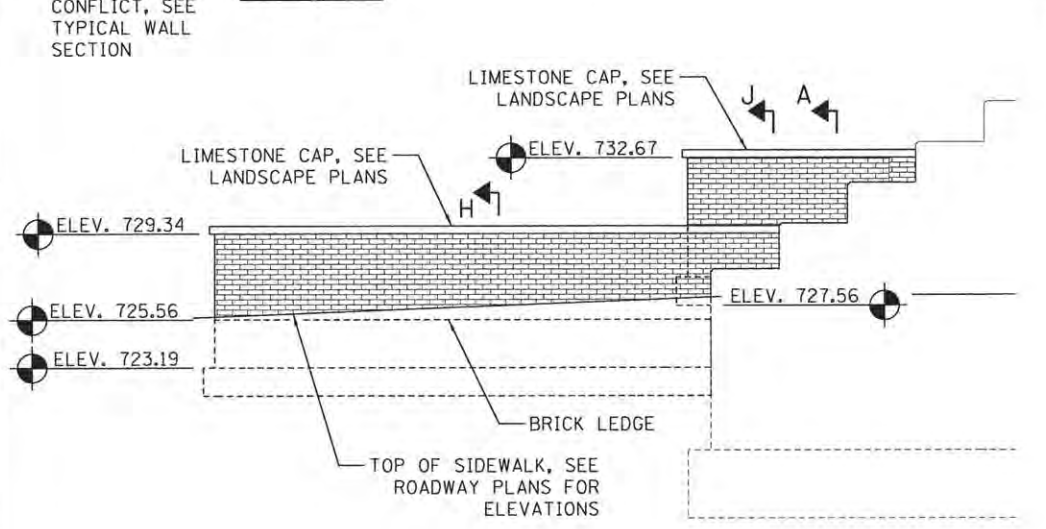 CONFLICT, SEE
TYPICAL WALL
SECTION
LIMESTONE CAP, SEE
LANDSCAPE PLANS
J
A
ELEV. 732.67
LIMESTONE CAP, SEE
LANDSCAPE PLANS
H
ELEV. 729.34
ELEV. 727.56
ELEV. 725.56
ELEV. 723.19
BRICK LEDGE
TOP OF SIDEWALK, SEE
ROADWAY PLANS FOR
ELEVATIONS